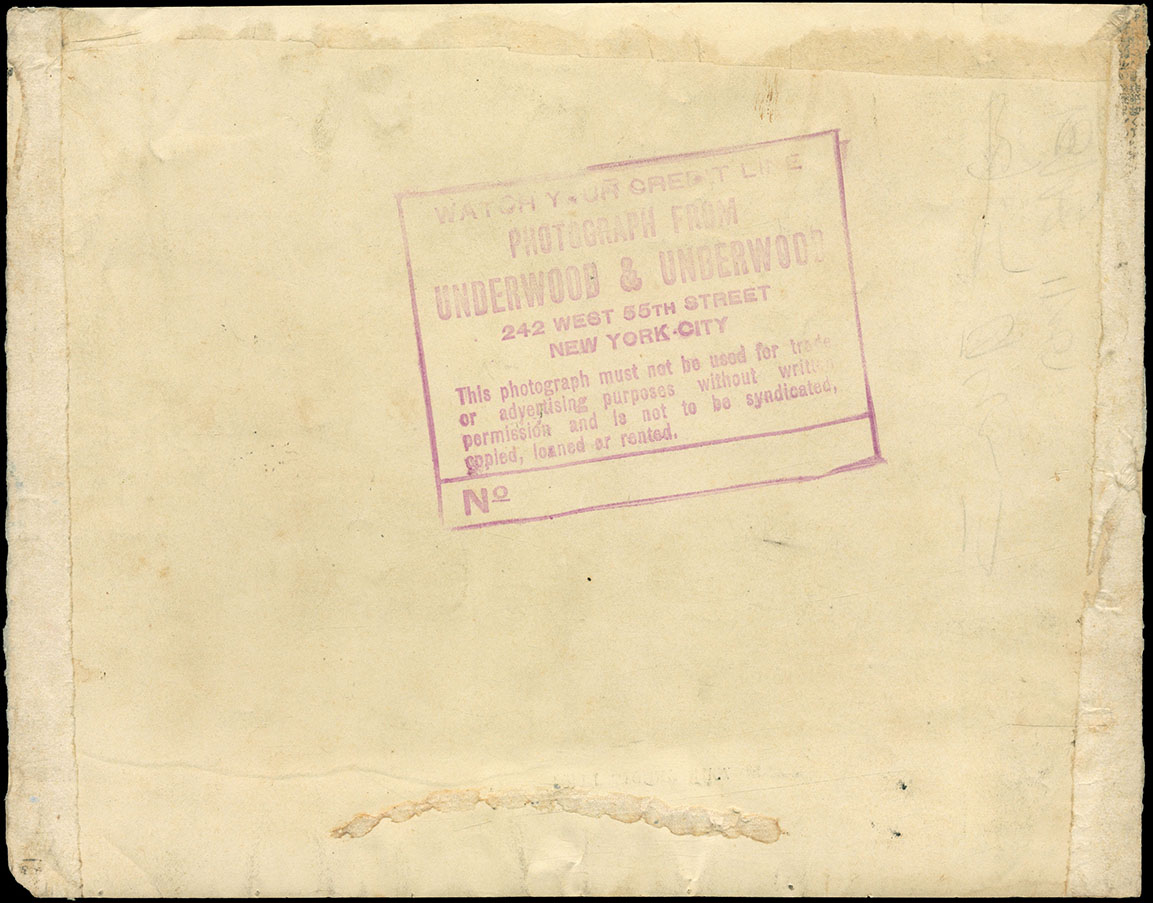 WATCH YOUR CREDIT LINE
PHOTOGRAPH FROM
UNDERWOOD & UNDERWOOD
242 WEST 55TH STREET
NEW YORK CITY
This photograph must not be used for trade
or advertising purposes without written
permission and is not to be syndicated,
copied, loaned or rented.
Nº